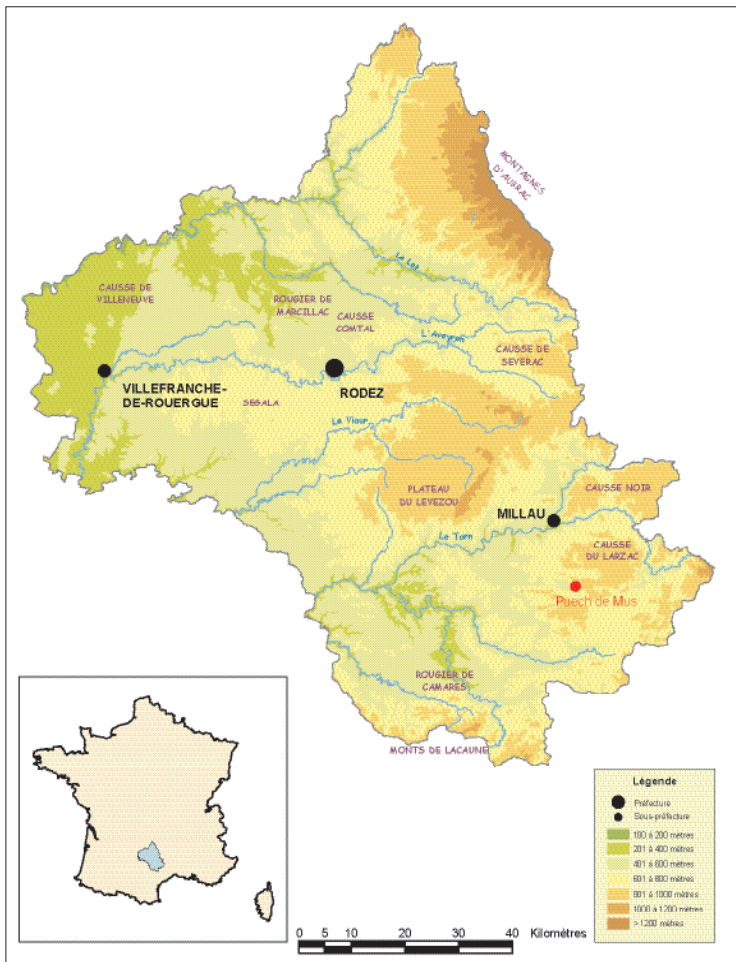 MONTAGNES
D'AUBRAC
Le Lot
CAUSSE DE
VILLENEUVE
ROUGIER DE
MARCILLAC
CAUSSE
COMTAL
L'Aveyron
CAUSSE DE
SEVERAC
VILLEFRANCHE-
DE-ROUERGUE
RODEZ
SEGALA
Le Viaur
PLATEAU
DU LEVEZOU
CAUSSE NOIR
MILLAU
Le Tarn
CAUSSE
DU LARZAC
Puech de Mus
ROUGIER DE
CAMARES
MONTS DE LACAUNE
Légende
Préfecture
Sous-préfecture
100 à 200 mètres
201 à 400 mètres
401 à 600 mètres
601 à 800 mètres
801 à 1000 mètres
1000 à 1200 mètres
> 1200 mètres
0 5 10 20 30 40 Kilométres